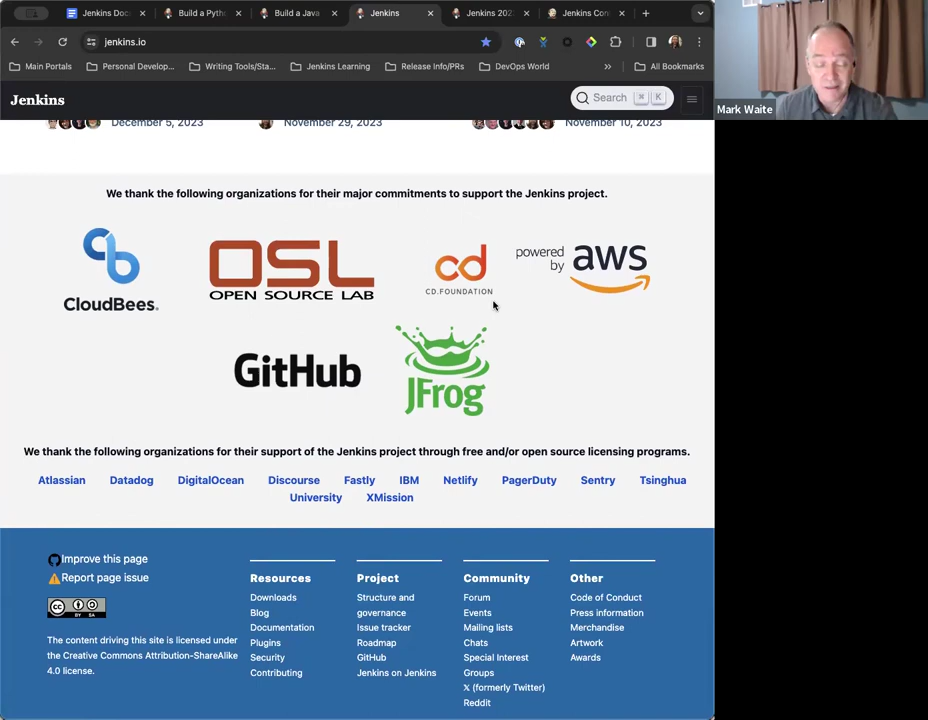 Jenkins Doc
Build a Pyth
Build a Java
Jenkins
Jenkins 202
Jenkins Con
jenkins.io
Main Portals
Personal Develop...
Writing Tools/Sta...
Jenkins Learning
Release Info/PRs
DevOps World
»
All Bookmarks
Jenkins
Search ⌘ K
Mark Waite
December 5, 2023
November 29, 2023
November 10, 2023
We thank the following organizations for their major commitments to support the Jenkins project.
CloudBees.
OSL
OPEN SOURCE LAB
cd
CD.FOUNDATION
powered
by
aws
GitHub
JFrog
We thank the following organizations for their support of the Jenkins project through free and/or open source licensing programs.
Atlassian Datadog DigitalOcean Discourse Fastly IBM Netlify PagerDuty Sentry Tsinghua
University XMission
Improve this page
Report page issue
CC BY SA
The content driving this site is licensed under
the Creative Commons Attribution-ShareAlike
4.0 license.
Resources
Downloads
Blog
Documentation
Plugins
Security
Contributing
Project
Structure and
governance
Issue tracker
Roadmap
GitHub
Jenkins on Jenkins
Community
Forum
Events
Mailing lists
Chats
Special Interest
Groups
X (formerly Twitter)
Reddit
Other
Code of Conduct
Press information
Merchandise
Artwork
Awards